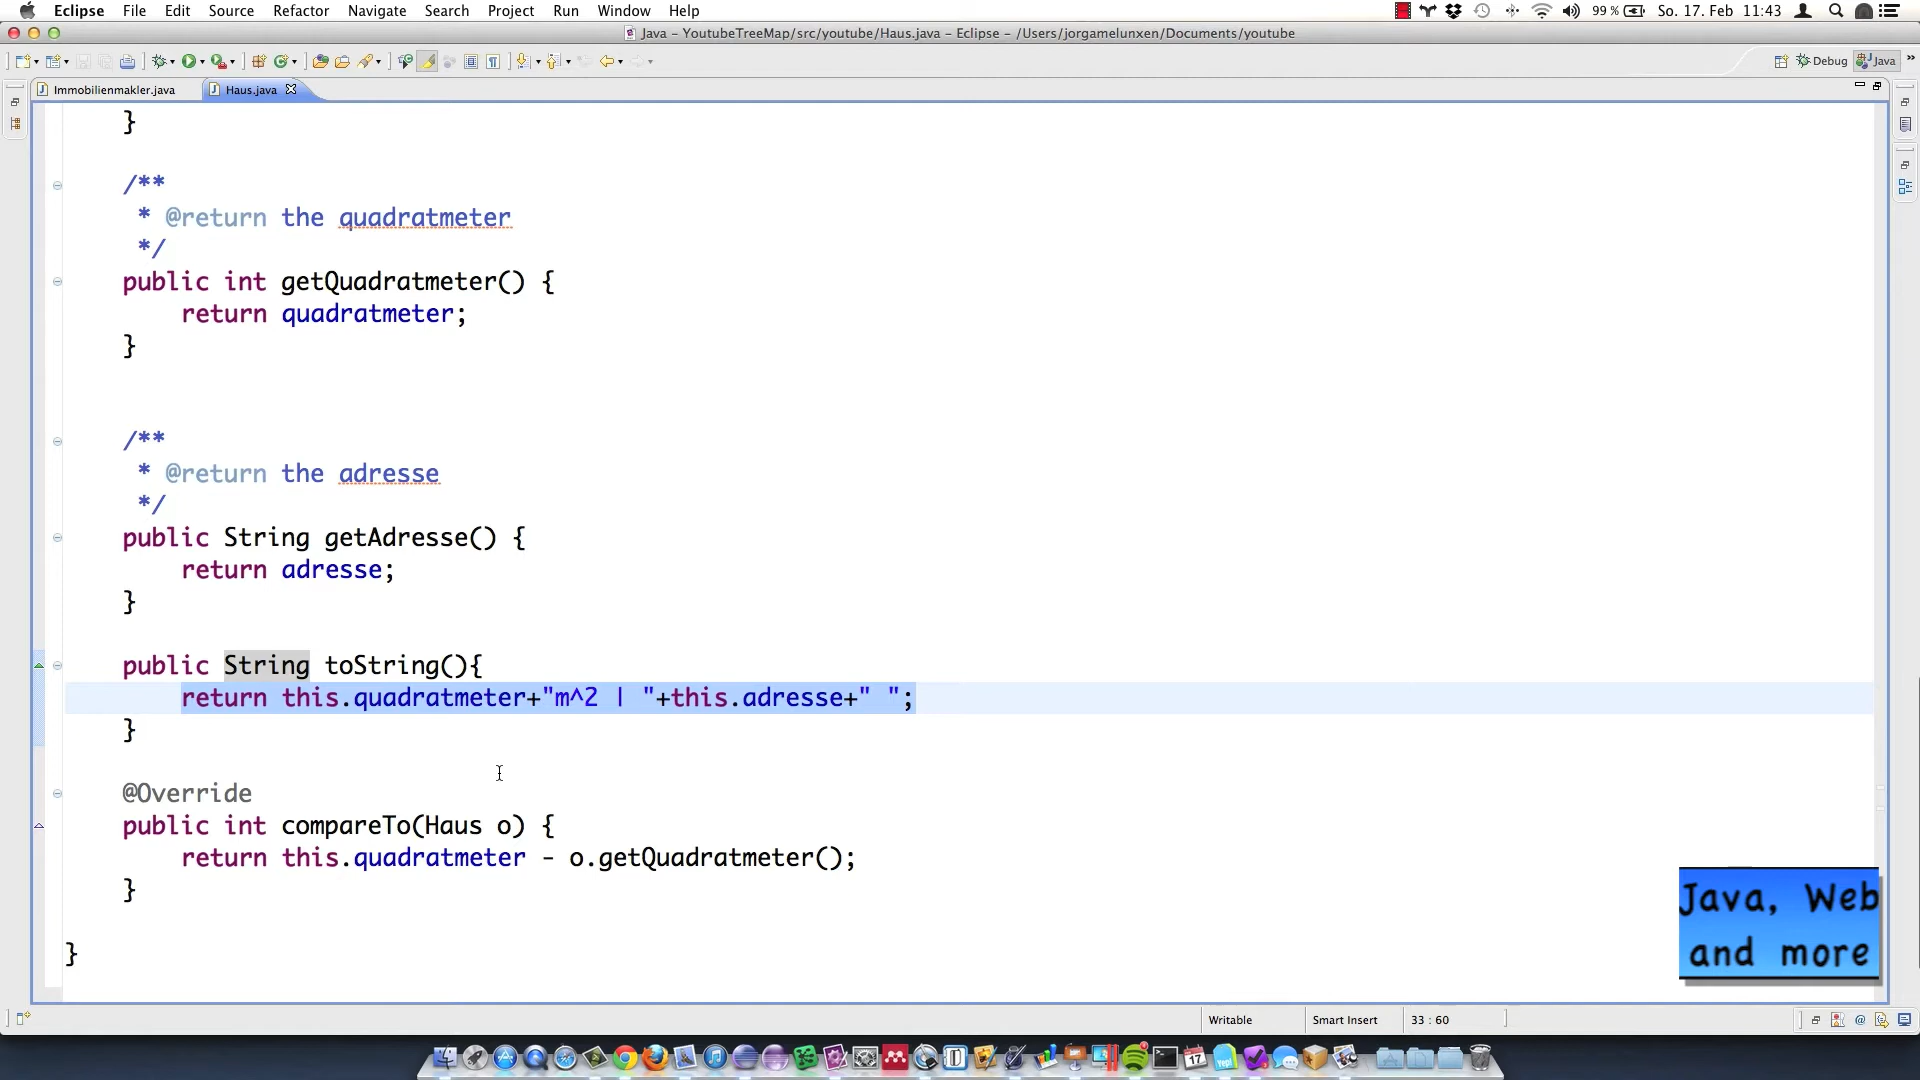 Eclipse File Edit Source Refactor Navigate Search Project Run Window Help 99 % So. 17. Feb 11:43
Java - YoutubeTreeMap/src/youtube/Haus.java - Eclipse - /Users/jorgamelunxen/Documents/youtube
Debug Java
Immobilienmakler.java Haus.java
}
/**
* @return the quadratmeter
*/
public int getQuadratmeter() {
return quadratmeter;
}
/**
* @return the adresse
*/
public String getAdresse() {
return adresse;
}
public String toString(){
return this.quadratmeter+"m^2 | "+this.adresse+" ";
}
@Override
public int compareTo(Haus o) {
return this.quadratmeter - o.getQuadratmeter();
}
}
Java, Web
and more
Writable Smart Insert 33 : 60